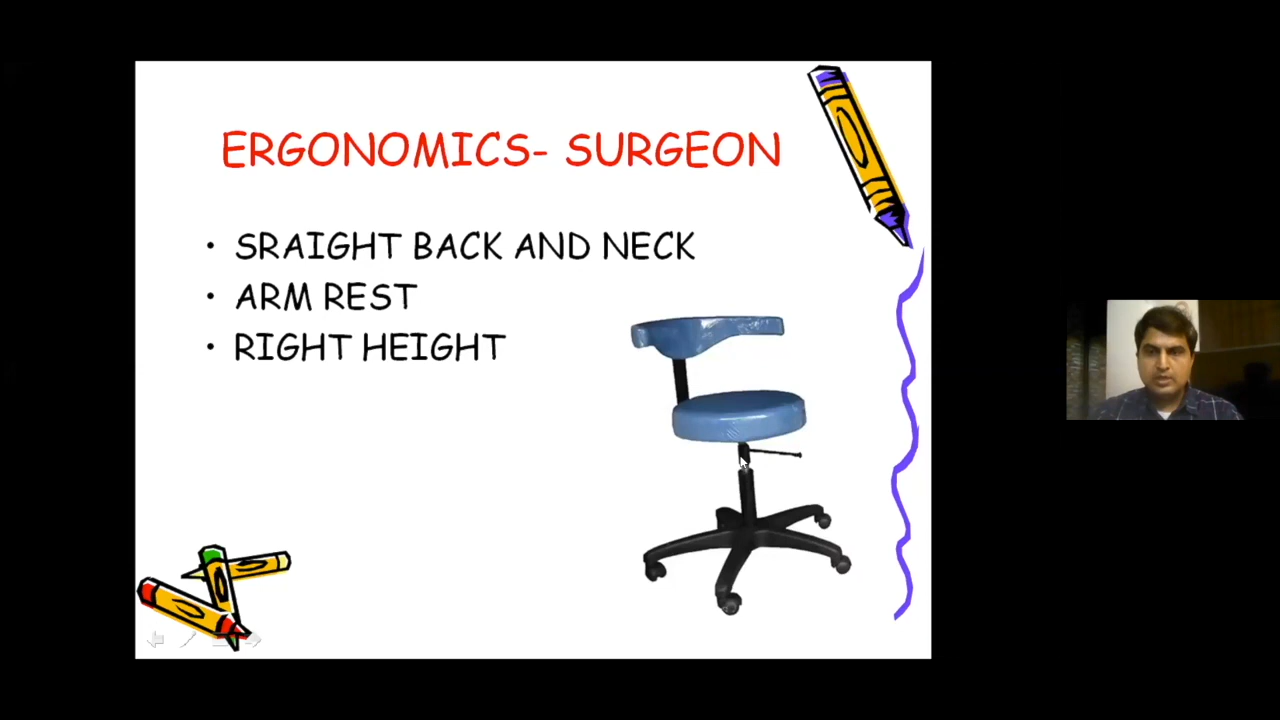 ERGONOMICS- SURGEON
• SRAIGHT BACK AND NECK
• ARM REST
• RIGHT HEIGHT